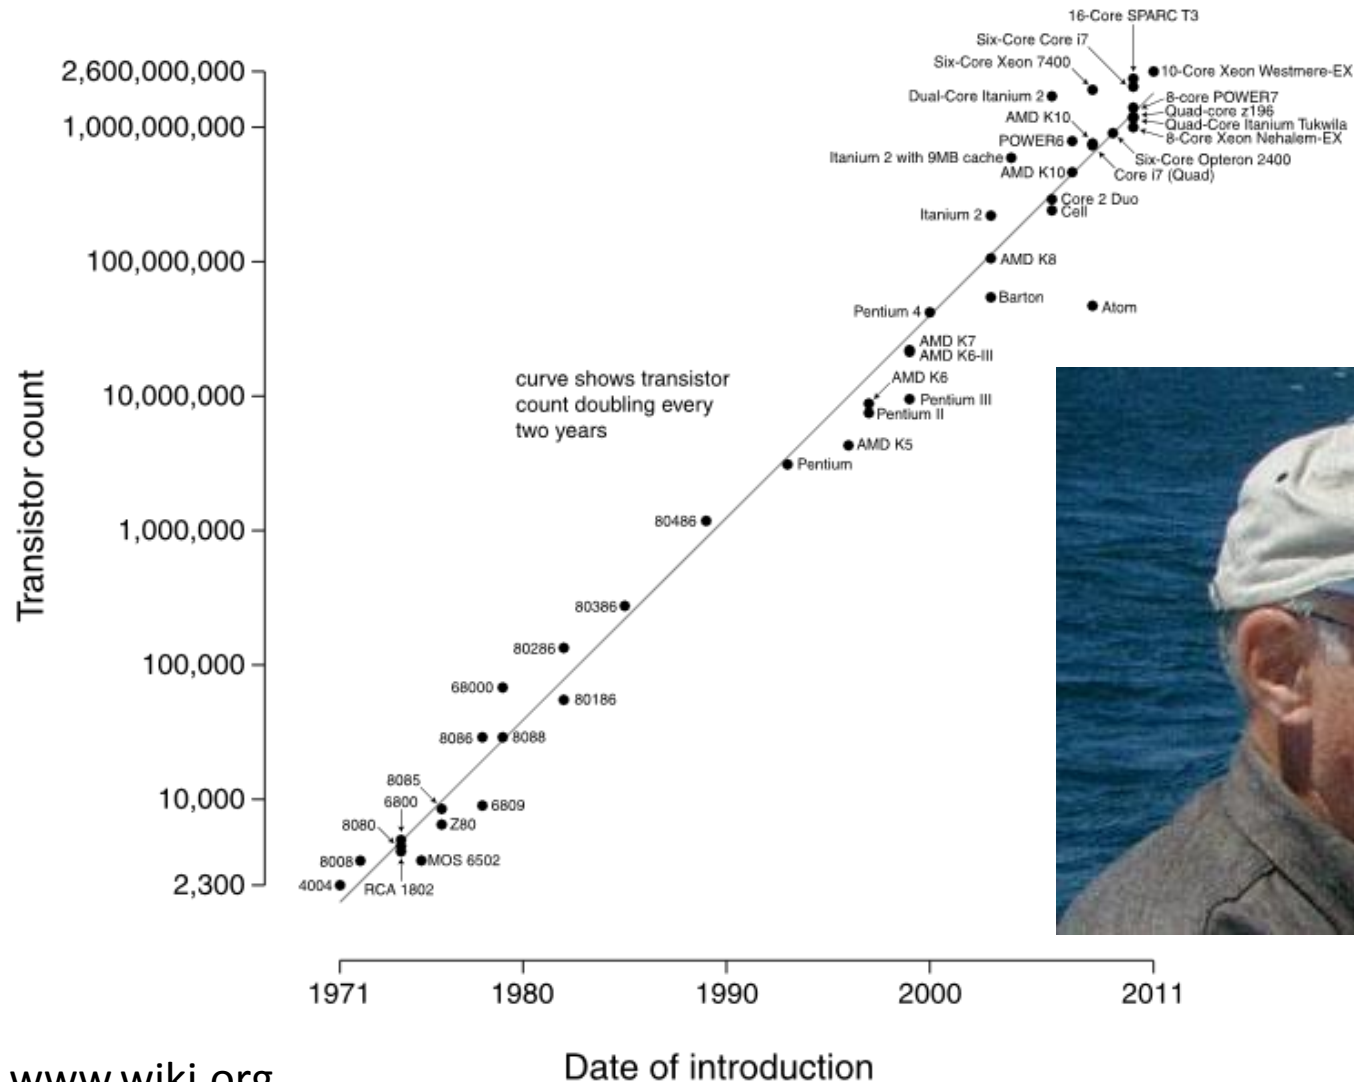 16-Core SPARC T3
Six-Core Core i7
Six-Core Xeon 7400
10-Core Xeon Westmere-EX
Dual-Core Itanium 2
8-core POWER7
Quad-core z196
Quad-Core Itanium Tukwila
8-Core Xeon Nehalem-EX
AMD K10
POWER6
Itanium 2 with 9MB cache
Six-Core Opteron 2400
Core i7 (Quad)
AMD K10
Core 2 Duo
Cell
Itanium 2
AMD K8
Barton
Atom
Pentium 4
AMD K7
AMD K6-III
AMD K6
Pentium III
Pentium II
AMD K5
Pentium
80486
80386
80286
68000
80186
8086
8088
8085
6800
6809
8080
Z80
8008
MOS 6502
4004
RCA 1802
curve shows transistor
count doubling every
two years
2,600,000,000
1,000,000,000
100,000,000
10,000,000
1,000,000
100,000
10,000
2,300
Transistor count
1971 1980 1990 2000 2011
Date of introduction
www.wiki.org